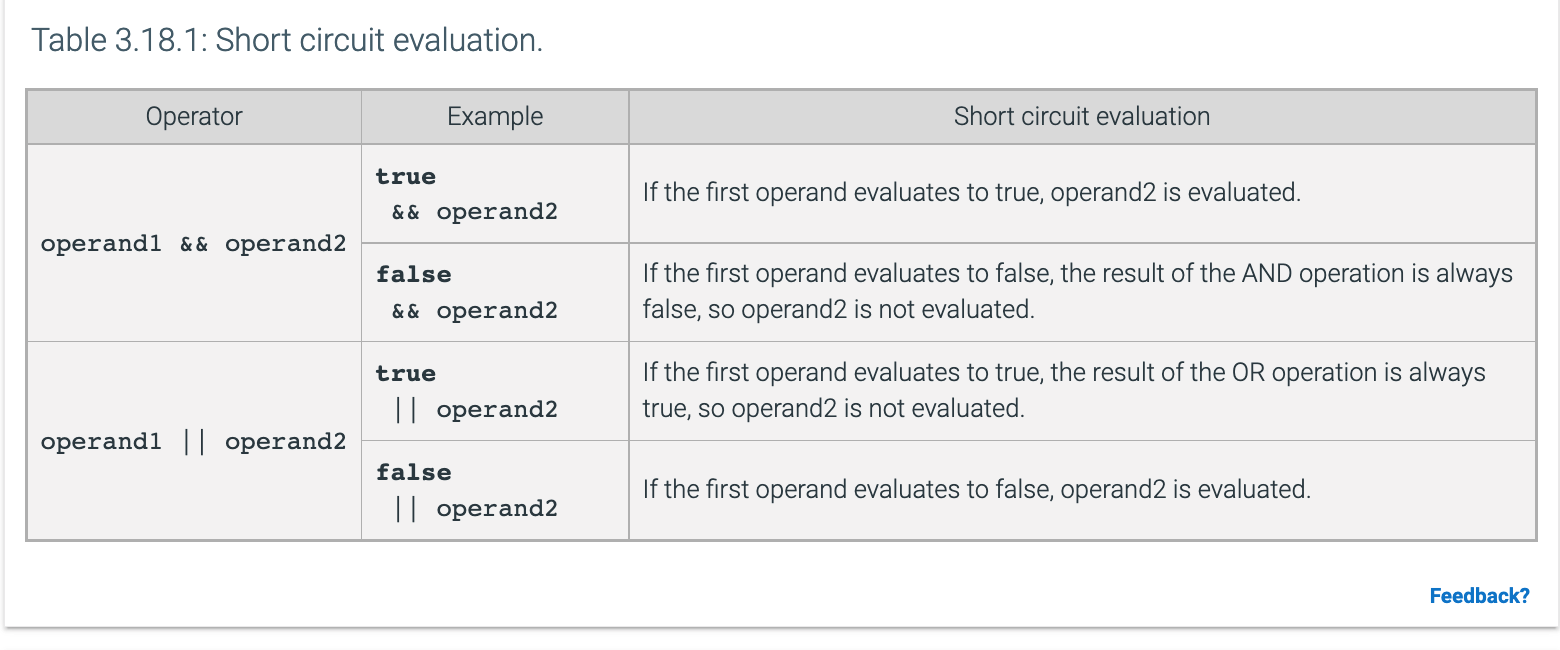 Table 3.18.1: Short circuit evaluation.
Operator Example Short circuit evaluation
operand1 && operand2
true
&& operand2
If the first operand evaluates to true, operand2 is evaluated.
false
&& operand2
If the first operand evaluates to false, the result of the AND operation is always
false, so operand2 is not evaluated.
operand1 || operand2
true
|| operand2
If the first operand evaluates to true, the result of the OR operation is always
true, so operand2 is not evaluated.
false
|| operand2
If the first operand evaluates to false, operand2 is evaluated.
Feedback?